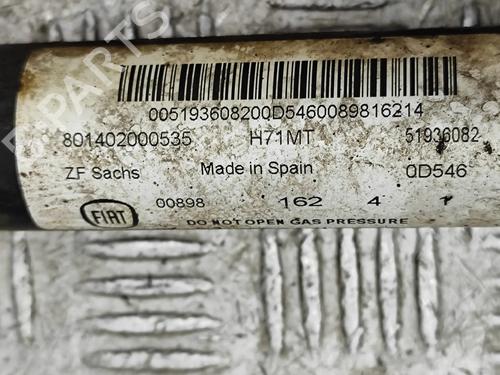 B-PARTS
005193608200D5460089816214
801402000535 H71MT 51936082
ZF Sachs Made in Spain 0D546
00898 162 4 1
FIAT
DO NOT OPEN GAS PRESSURE